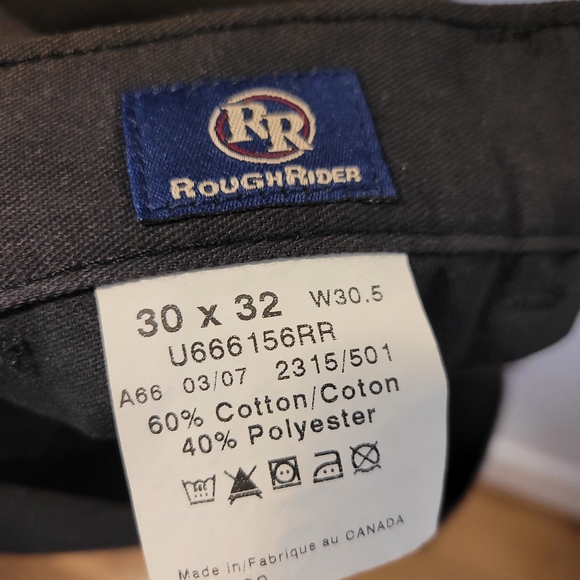 RR
ROUGHRIDER
30 x 32 W30.5
U666156RR
A66 03/07 2315/501
60% Cotton/Coton
40% Polyester
Made in/Fabrique au CANADA